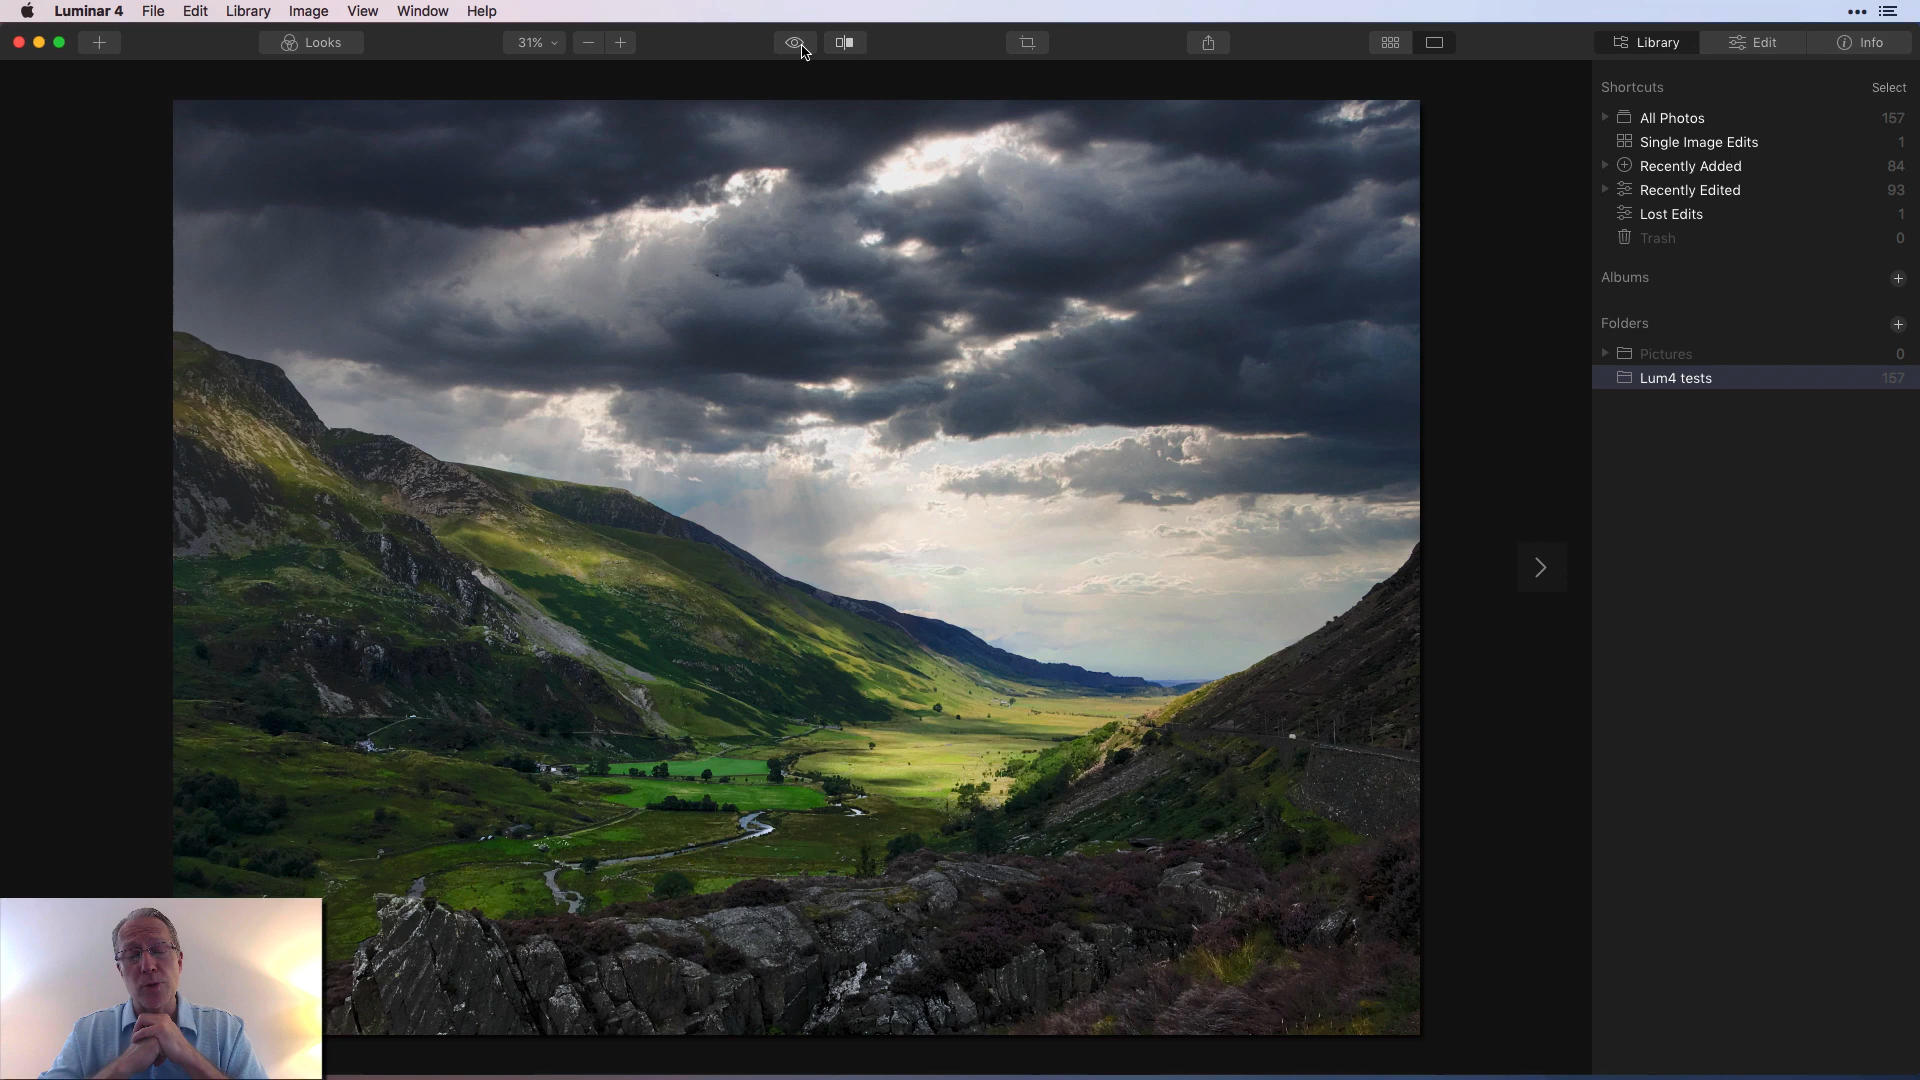 Luminar 4 File Edit Library Image View Window Help
Looks 31% Library Edit Info
Shortcuts Select
All Photos 157
Single Image Edits 1
Recently Added 84
Recently Edited 93
Lost Edits 1
Trash 0
Albums
Folders
Pictures 0
Lum4 tests 157